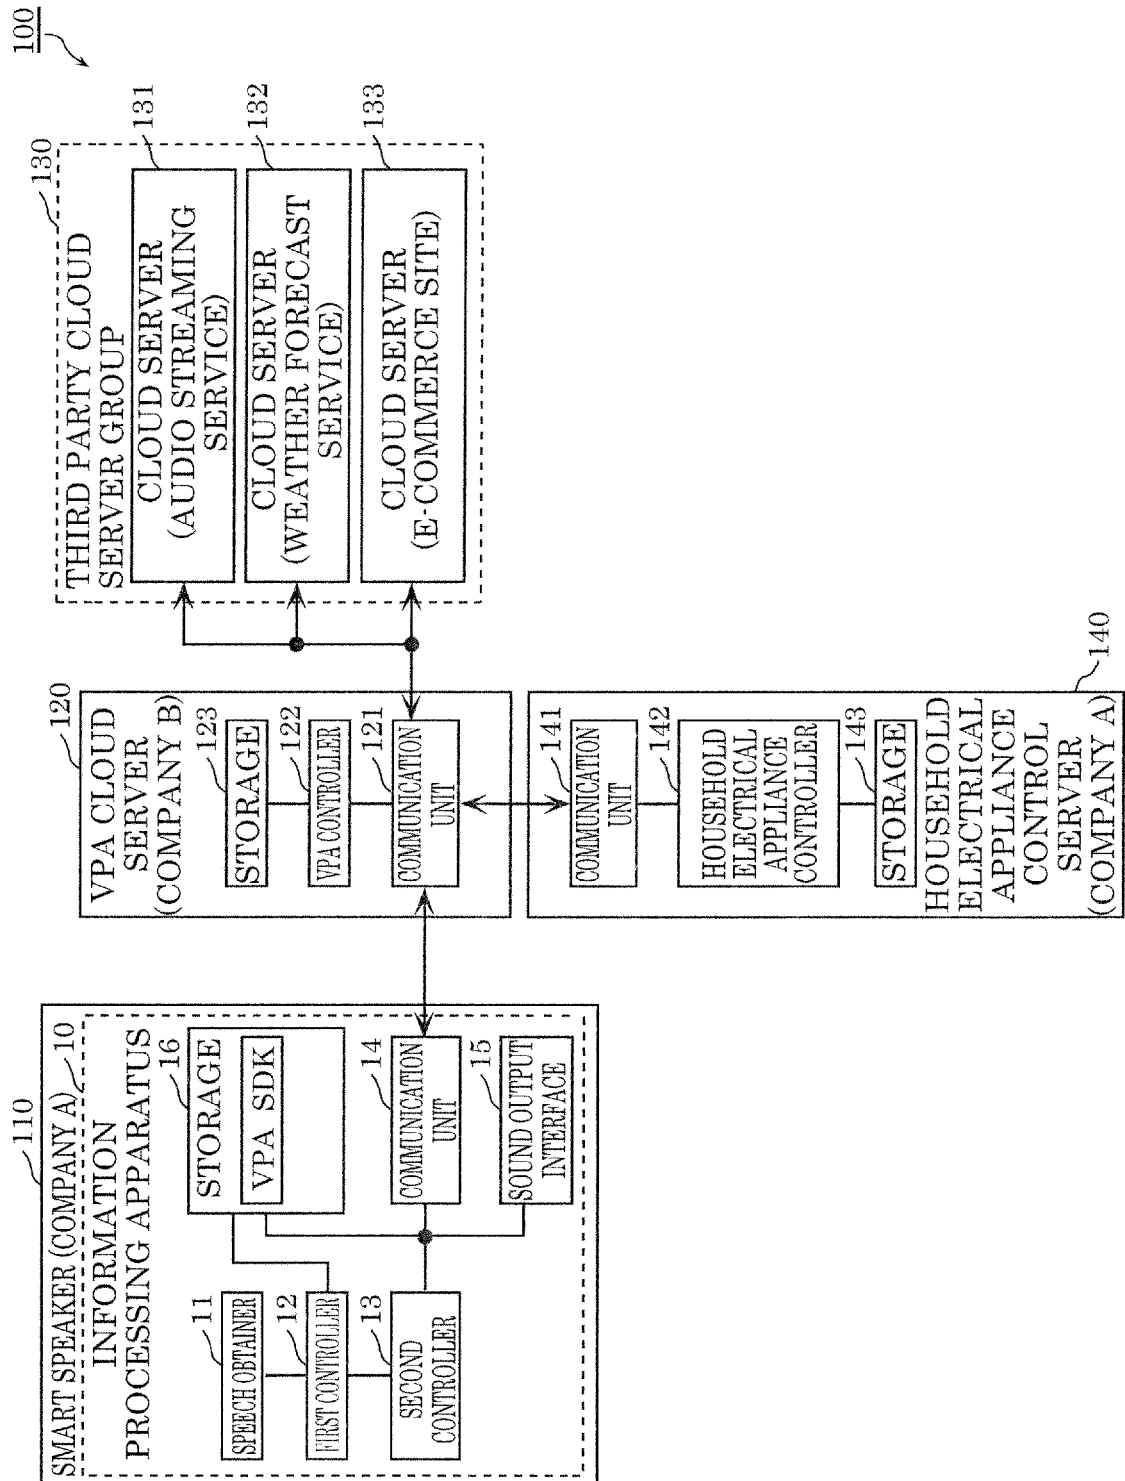 100
110
SMART SPEAKER (COMPANY A)
10
INFORMATION
PROCESSING APPARATUS
11
SPEECH OBTAINER
12
FIRST CONTROLLER
13
SECOND
CONTROLLER
16
STORAGE
VPA SDK
14
COMMUNICATION
UNIT
15
SOUND OUTPUT
INTERFACE
120
VPA CLOUD
SERVER
(COMPANY B)
123
STORAGE
122
VPA CONTROLLER
121
COMMUNICATION
UNIT
141
COMMUNICATION
UNIT
142
HOUSEHOLD
ELECTRICAL
APPLIANCE
CONTROLLER
143
STORAGE
HOUSEHOLD
ELECTRICAL
APPLIANCE
CONTROL
SERVER
(COMPANY A)
140
130
THIRD PARTY CLOUD
SERVER GROUP
131
CLOUD SERVER
(AUDIO STREAMING
SERVICE)
132
CLOUD SERVER
(WEATHER FORECAST
SERVICE)
133
CLOUD SERVER
(E-COMMERCE SITE)